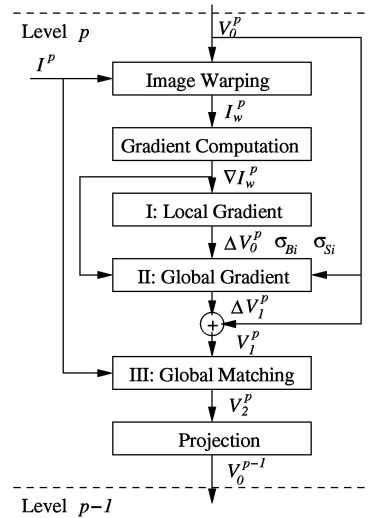 V_0^p
Level p
I^p
Image Warping
I_w^p
Gradient Computation
∇I_w^p
I: Local Gradient
ΔV_0^p σ_Bi σ_Si
II: Global Gradient
ΔV_1^p
+
V_1^p
III: Global Matching
V_2^p
Projection
V_0^{p-1}
Level p-1